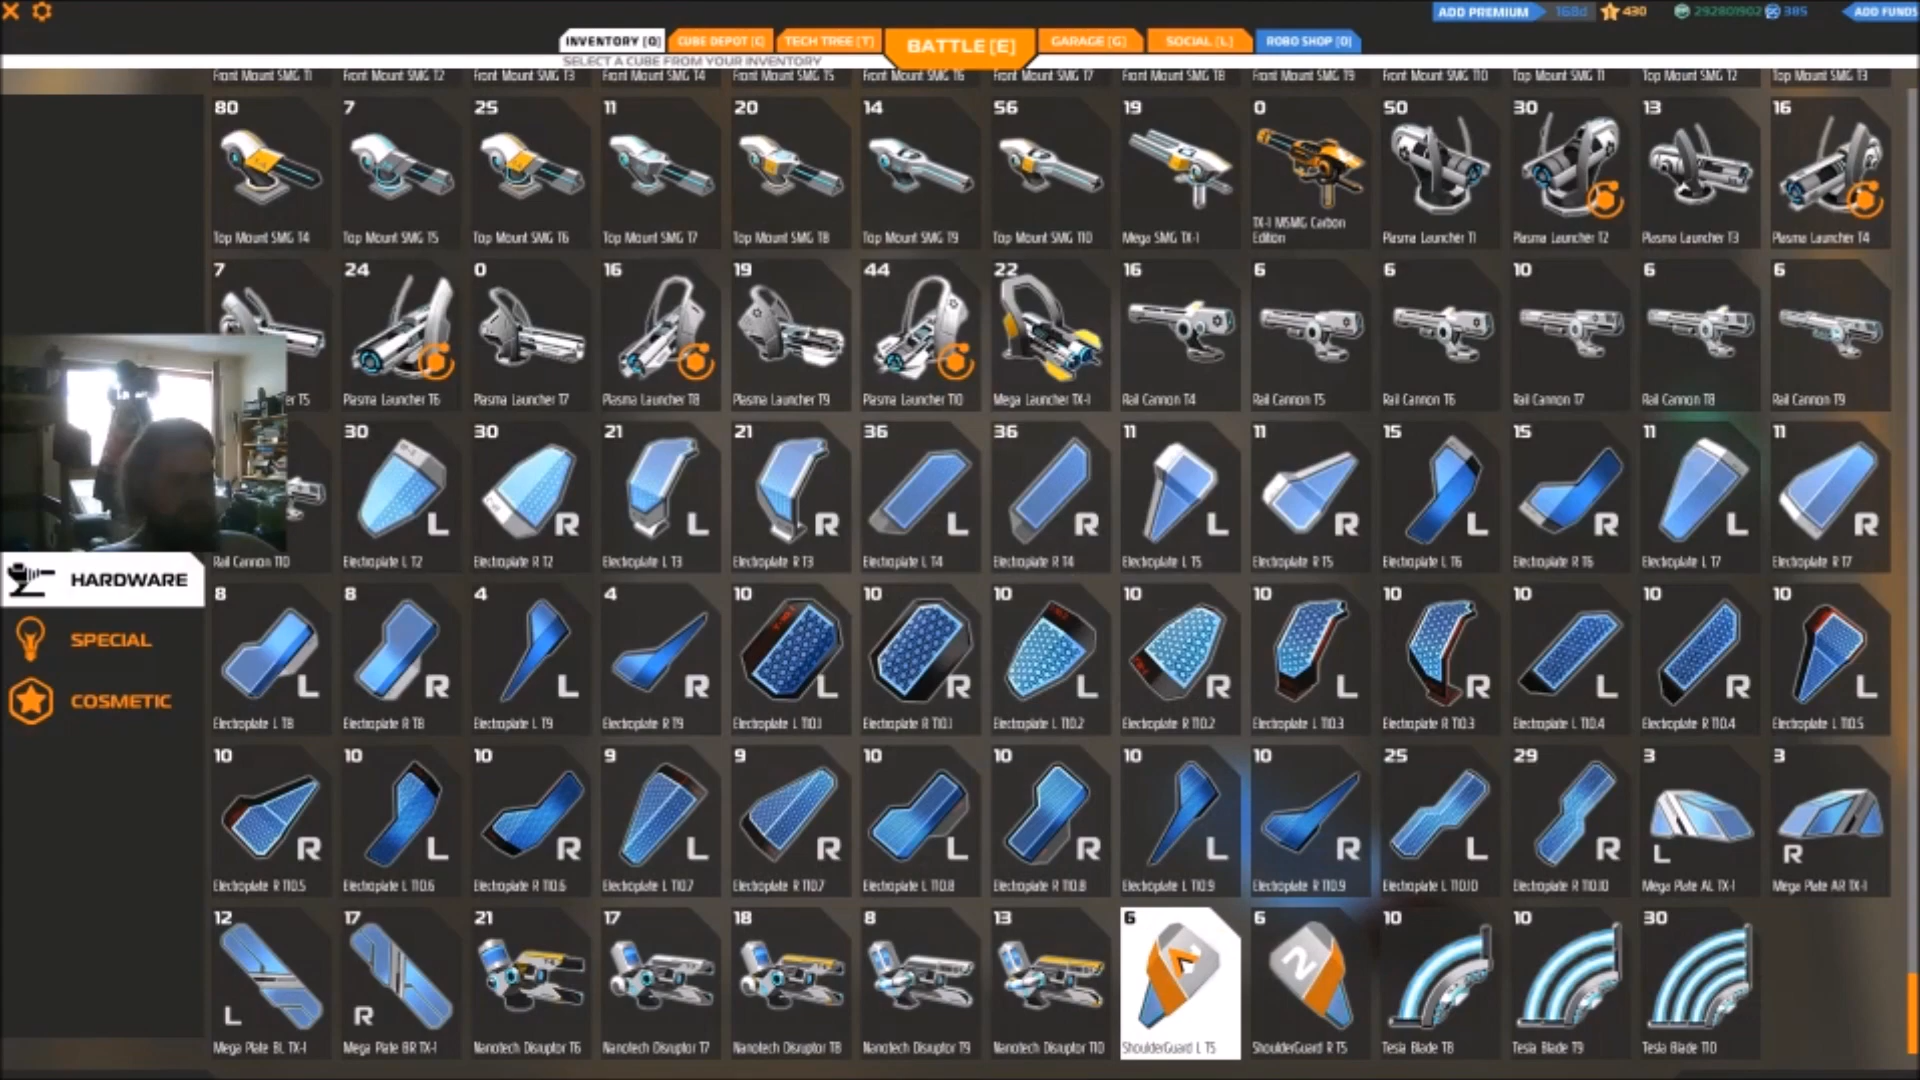 ADD PREMIUM 168d 430 292801902 385 ADD FUNDS
INVENTORY [Q] CUBE DEPOT [C] TECH TREE [T] BATTLE [E] GARAGE [G] SOCIAL [L] ROBO SHOP [O]
SELECT A CUBE FROM YOUR INVENTORY
Front Mount SMG T1 Front Mount SMG T2 Front Mount SMG T3 Front Mount SMG T4 Front Mount SMG T5 Front Mount SMG T6 Front Mount SMG T7 Front Mount SMG T8 Front Mount SMG T9 Front Mount SMG T10 Top Mount SMG T1 Top Mount SMG T2 Top Mount SMG T3
80 7 25 11 20 14 56 19 0 50 30 13 16
Top Mount SMG T4 Top Mount SMG T5 Top Mount SMG T6 Top Mount SMG T7 Top Mount SMG T8 Top Mount SMG T9 Top Mount SMG T10 Mega SMG TX-1 TX-1 MSMG Carbon Edition Plasma Launcher T1 Plasma Launcher T2 Plasma Launcher T3 Plasma Launcher T4
7 24 0 16 19 44 22 16 6 6 10 6 6
er T5 Plasma Launcher T6 Plasma Launcher T7 Plasma Launcher T8 Plasma Launcher T9 Plasma Launcher T10 Mega Launcher TX-1 Rail Cannon T4 Rail Cannon T5 Rail Cannon T6 Rail Cannon T7 Rail Cannon T8 Rail Cannon T9
30 30 21 21 36 36 11 11 15 15 11 11
L R L R L R L R L R L R
Rail Cannon T10 Electroplate L T2 Electroplate R T2 Electroplate L T3 Electroplate R T3 Electroplate L T4 Electroplate R T4 Electroplate L T5 Electroplate R T5 Electroplate L T6 Electroplate R T6 Electroplate L T7 Electroplate R T7
HARDWARE
SPECIAL
COSMETIC
8 8 4 4 10 10 10 10 10 10 10 10 10
L R L R L R L R L R L R L
Electroplate L T8 Electroplate R T8 Electroplate L T9 Electroplate R T9 Electroplate L T10.1 Electroplate R T10.1 Electroplate L T10.2 Electroplate R T10.2 Electroplate L T10.3 Electroplate R T10.3 Electroplate L T10.4 Electroplate R T10.4 Electroplate L T10.5
10 10 10 9 9 10 10 10 10 25 29 3 3
R L R L R L R L R L R L R
Electroplate R T10.5 Electroplate L T10.6 Electroplate R T10.6 Electroplate L T10.7 Electroplate R T10.7 Electroplate L T10.8 Electroplate R T10.8 Electroplate L T10.9 Electroplate R T10.9 Electroplate L T10.10 Electroplate R T10.10 Mega Plate AL TX-1 Mega Plate AR TX-1
12 17 21 17 18 8 13 6 6 10 10 30
L R 2
Mega Plate BL TX-1 Mega Plate BR TX-1 Nanotech Disruptor T6 Nanotech Disruptor T7 Nanotech Disruptor T8 Nanotech Disruptor T9 Nanotech Disruptor T10 ShoulderGuard L T5 ShoulderGuard R T5 Tesla Blade T8 Tesla Blade T9 Tesla Blade T10